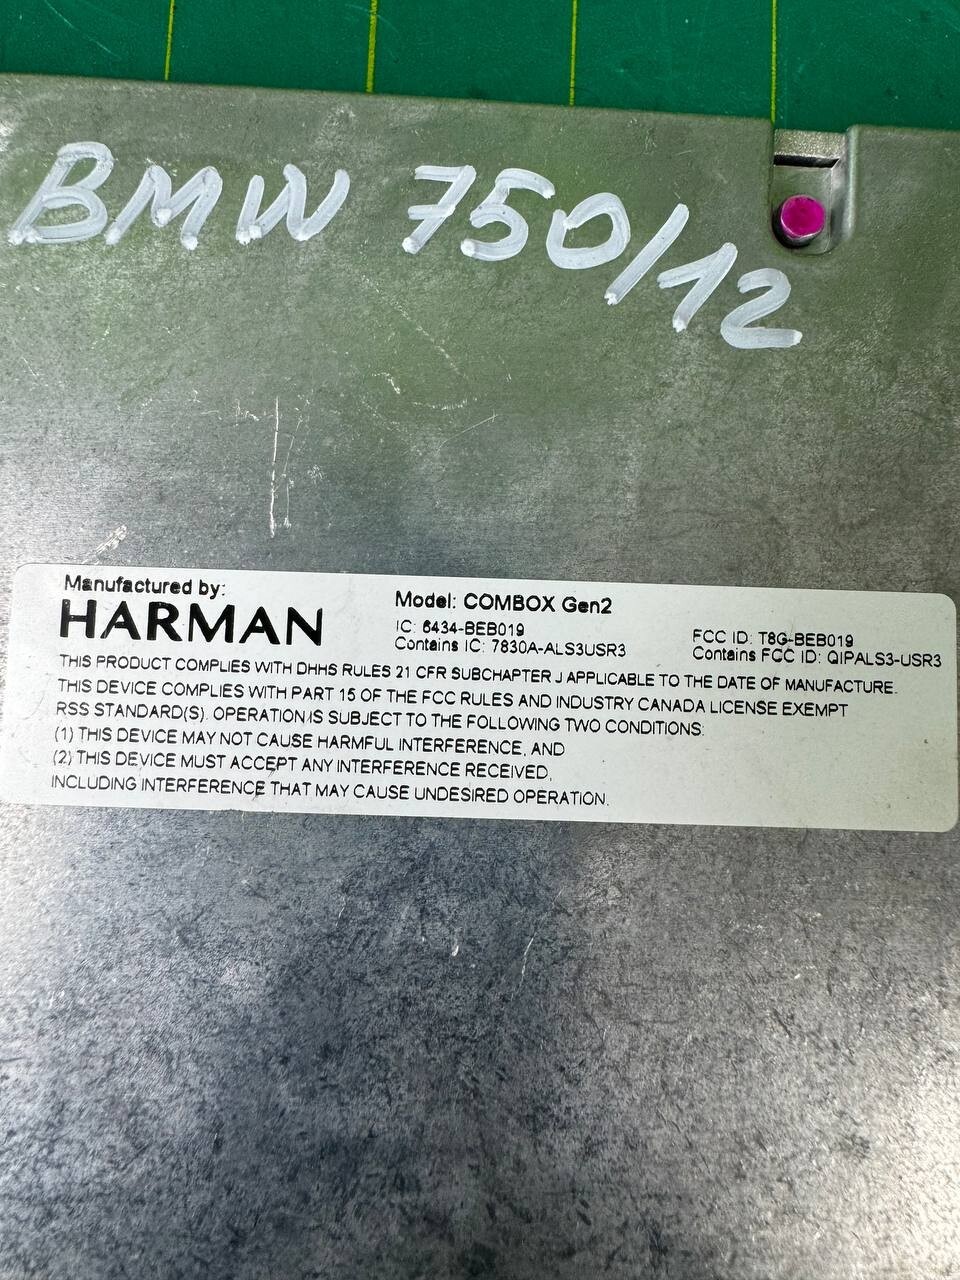 BMW 750/12
Manufactured by:
HARMAN
Model: COMBOX Gen2
IC: 6434-BEB019
Contains IC: 7830A-ALS3USR3
FCC ID: T8G-BEB019
Contains FCC ID: QIPALS3-USR3
THIS PRODUCT COMPLIES WITH DHHS RULES 21 CFR SUBCHAPTER J APPLICABLE TO THE DATE OF MANUFACTURE.
THIS DEVICE COMPLIES WITH PART 15 OF THE FCC RULES AND INDUSTRY CANADA LICENSE EXEMPT
RSS STANDARD(S). OPERATION IS SUBJECT TO THE FOLLOWING TWO CONDITIONS:
(1) THIS DEVICE MAY NOT CAUSE HARMFUL INTERFERENCE, AND
(2) THIS DEVICE MUST ACCEPT ANY INTERFERENCE RECEIVED,
INCLUDING INTERFERENCE THAT MAY CAUSE UNDESIRED OPERATION.